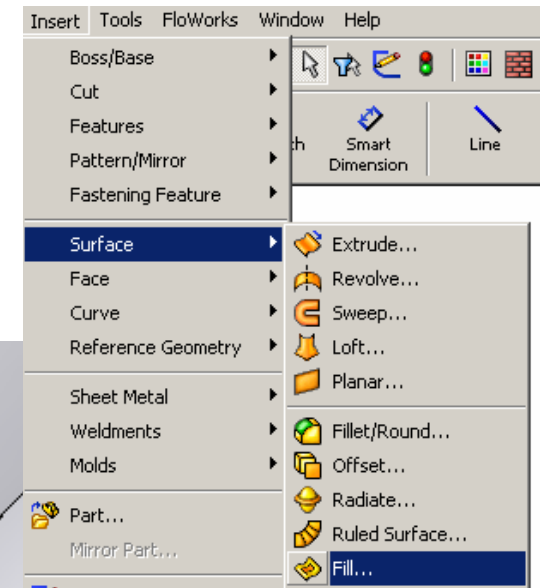 Insert Tools FloWorks Window Help
Boss/Base
Cut
Features
Pattern/Mirror
Fastening Feature
Smart
Dimension
Line
Surface
Face
Curve
Reference Geometry
Sheet Metal
Weldments
Molds
Part...
Mirror Part...
Extrude...
Revolve...
Sweep...
Loft...
Planar...
Fillet/Round...
Offset...
Radiate...
Ruled Surface...
Fill...